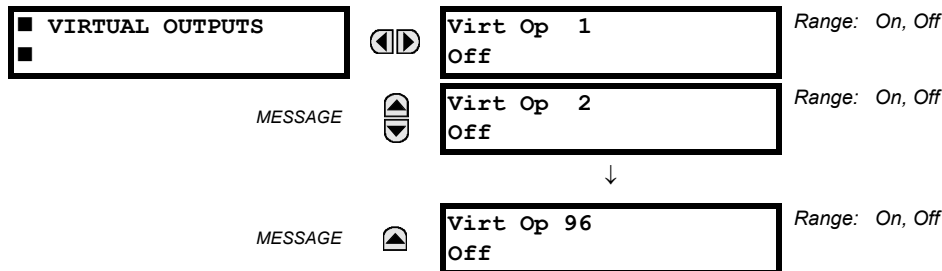 ■ VIRTUAL OUTPUTS
■
Virt Op 1
Off
Range: On, Off
MESSAGE
Virt Op 2
Off
Range: On, Off
↓
MESSAGE
Virt Op 96
Off
Range: On, Off